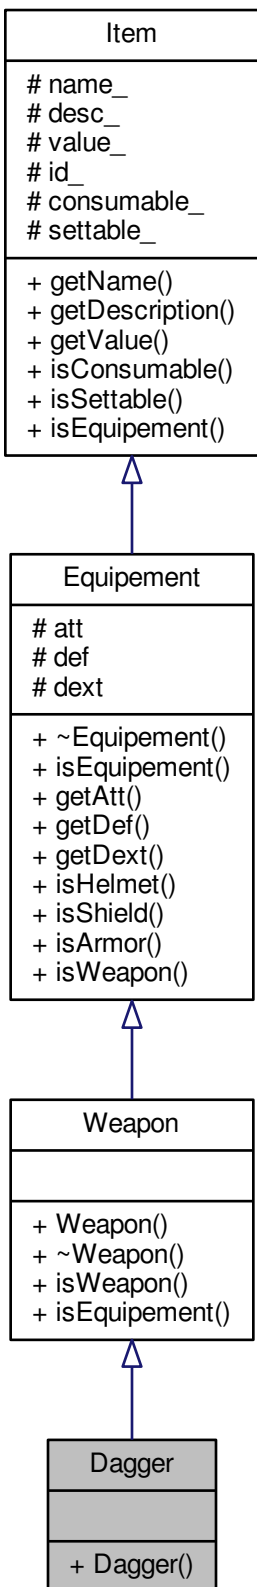 Item
# name_
# desc_
# value_
# id_
# consumable_
# settable_
+ getName()
+ getDescription()
+ getValue()
+ isConsumable()
+ isSettable()
+ isEquipement()
Equipement
# att
# def
# dext
+ ~Equipement()
+ isEquipement()
+ getAtt()
+ getDef()
+ getDext()
+ isHelmet()
+ isShield()
+ isArmor()
+ isWeapon()
Weapon
+ Weapon()
+ ~Weapon()
+ isWeapon()
+ isEquipement()
Dagger
+ Dagger()